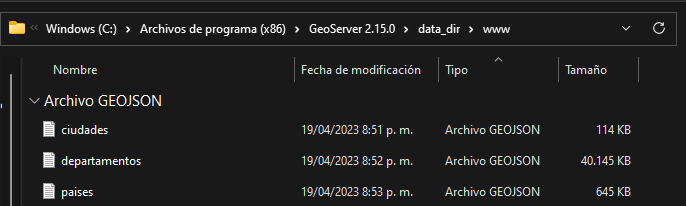 Windows (C:) > Archivos de programa (x86) > GeoServer 2.15.0 > data_dir > www
Nombre Fecha de modificación Tipo Tamaño
Archivo GEOJSON
ciudades 19/04/2023 8:51 p. m. Archivo GEOJSON 114 KB
departamentos 19/04/2023 8:52 p. m. Archivo GEOJSON 40.145 KB
paises 19/04/2023 8:53 p. m. Archivo GEOJSON 645 KB